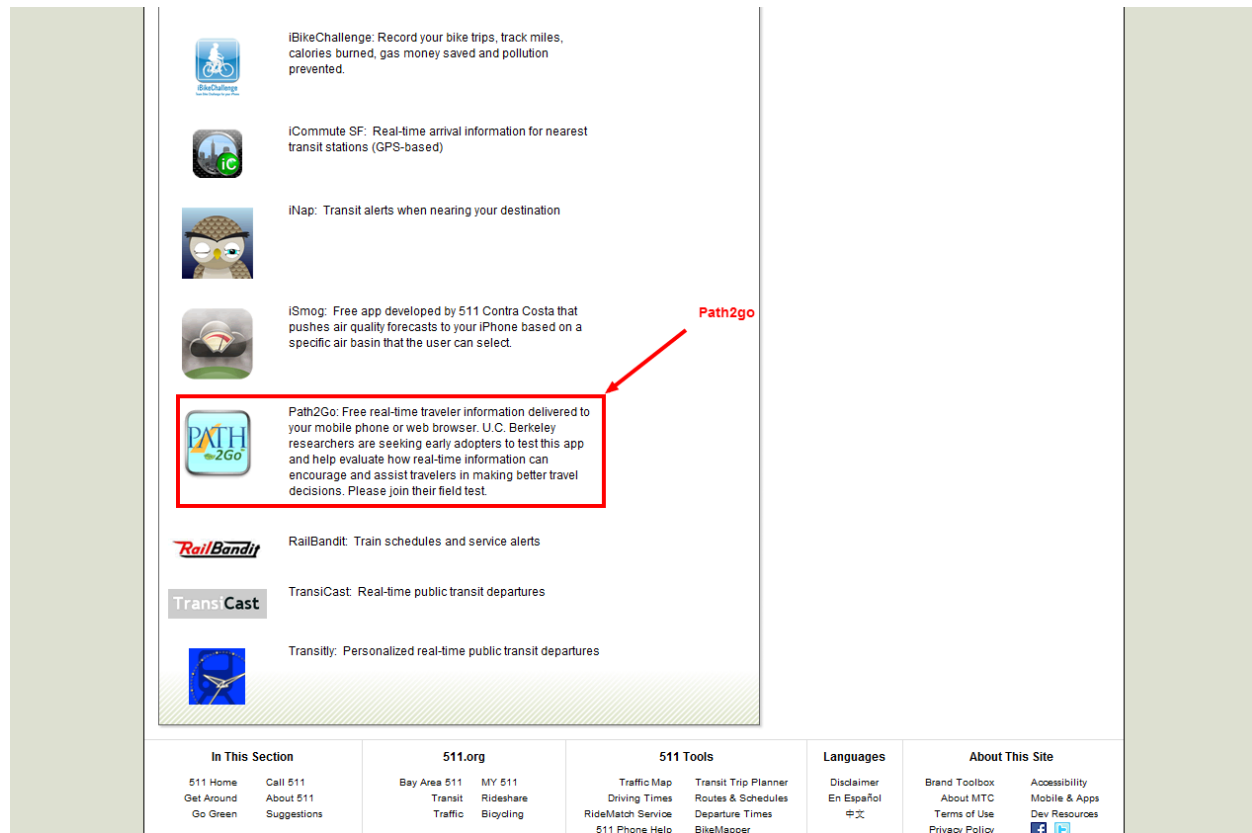 iBikeChallenge: Record your bike trips, track miles,
calories burned, gas money saved and pollution
prevented.
iBikeChallenge
iCommute SF:  Real-time arrival information for nearest
transit stations (GPS-based)
iC
iNap:  Transit alerts when nearing your destination
iSmog:  Free app developed by 511 Contra Costa that
pushes air quality forecasts to your iPhone based on a
specific air basin that the user can select.
Path2go
Path2Go: Free real-time traveler information delivered to
your mobile phone or web browser. U.C. Berkeley
researchers are seeking early adopters to test this app
and help evaluate how real-time information can
encourage and assist travelers in making better travel
decisions. Please join their field test.
PATH
2Go
RailBandit
RailBandit:  Train schedules and service alerts
TransiCast
TransiCast:  Real-time public transit departures
Transitly:  Personalized real-time public transit departures
In This Section
511 Home
Call 511
Get Around
About 511
Go Green
Suggestions
511.org
Bay Area 511
MY 511
Transit
Rideshare
Traffic
Bicycling
511 Tools
Traffic Map
Transit Trip Planner
Driving Times
Routes & Schedules
RideMatch Service
Departure Times
511 Phone Help
BikeMapper
Languages
Disclaimer
En Español
中文
About This Site
Brand Toolbox
Accessibility
About MTC
Mobile & Apps
Terms of Use
Dev Resources
Privacy Policy